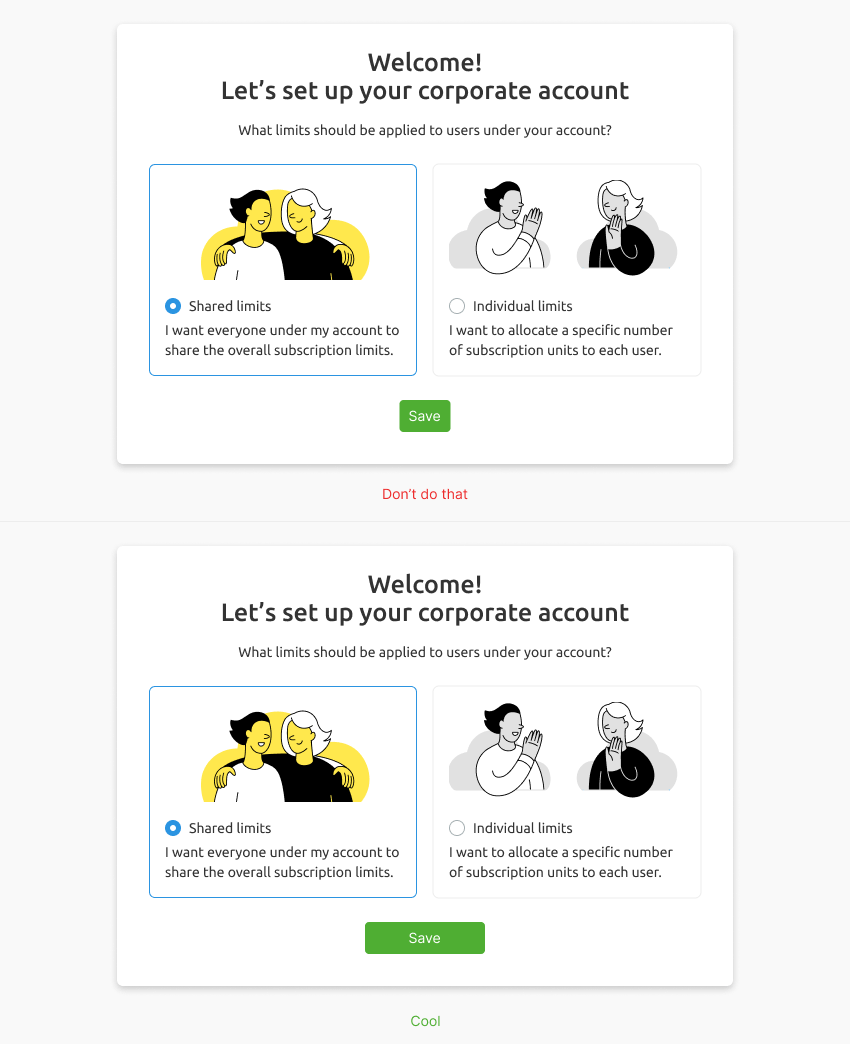 Welcome!
Let’s set up your corporate account
What limits should be applied to users under your account?
Shared limits
I want everyone under my account to
share the overall subscription limits.
Individual limits
I want to allocate a specific number
of subscription units to each user.
Save
Don’t do that
Welcome!
Let’s set up your corporate account
What limits should be applied to users under your account?
Shared limits
I want everyone under my account to
share the overall subscription limits.
Individual limits
I want to allocate a specific number
of subscription units to each user.
Save
Cool